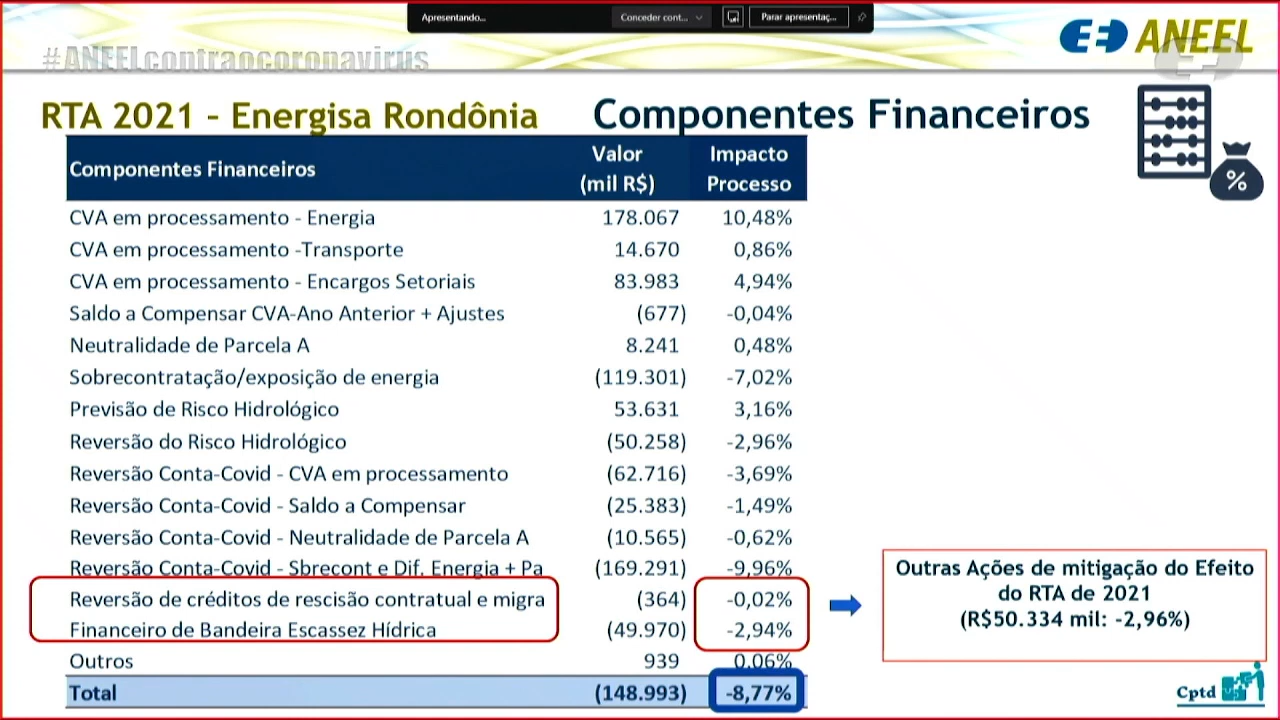 Apresentando...
Conceder cont...
Parar apresentaç...
ANEEL
#ANEELcontraocoronavirus
RTA 2021 – Energisa Rondônia
Componentes Financeiros
%
Componentes Financeiros Valor (mil R$) Impacto Processo
CVA em processamento - Energia 178.067 10,48%
CVA em processamento -Transporte 14.670 0,86%
CVA em processamento - Encargos Setoriais 83.983 4,94%
Saldo a Compensar CVA-Ano Anterior + Ajustes (677) -0,04%
Neutralidade de Parcela A 8.241 0,48%
Sobrecontratação/exposição de energia (119.301) -7,02%
Previsão de Risco Hidrológico 53.631 3,16%
Reversão do Risco Hidrológico (50.258) -2,96%
Reversão Conta-Covid - CVA em processamento (62.716) -3,69%
Reversão Conta-Covid - Saldo a Compensar (25.383) -1,49%
Reversão Conta-Covid - Neutralidade de Parcela A (10.565) -0,62%
Reversão Conta-Covid - Sbrecont e Dif. Energia + Pa (169.291) -9,96%
Reversão de créditos de rescisão contratual e migra (364) -0,02%
Financeiro de Bandeira Escassez Hídrica (49.970) -2,94%
Outros 939 0,06%
Total (148.993) -8,77%
Outras Ações de mitigação do Efeito
do RTA de 2021
(R$50.334 mil: -2,96%)
Cptd